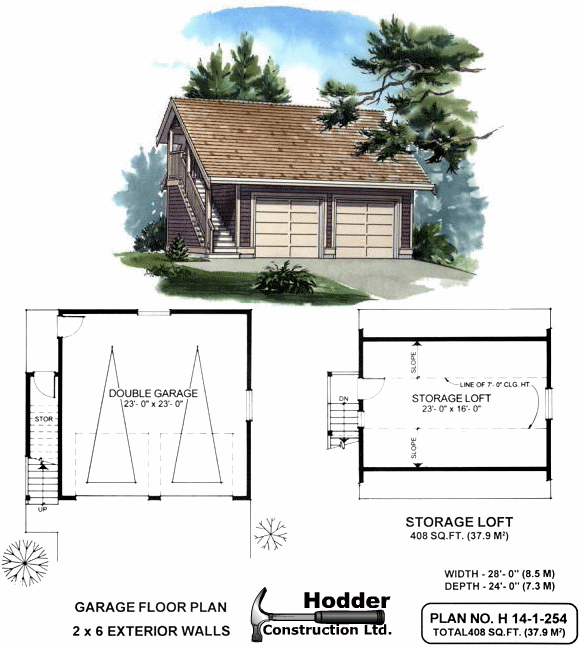 DOUBLE GARAGE
23'- 0" x 23'- 0"
STOR
UP
SLOPE
LINE OF 7'- 0" CLG. HT.
DN
STORAGE LOFT
23'- 0" x 16'- 0"
SLOPE
STORAGE LOFT
408 SQ.FT. (37.9 M²)
WIDTH - 28'- 0" (8.5 M)
DEPTH - 24'- 0" (7.3 M)
GARAGE FLOOR PLAN
2 x 6 EXTERIOR WALLS
Hodder
Construction Ltd.
PLAN NO. H 14-1-254
TOTAL408 SQ.FT. (37.9 M²)